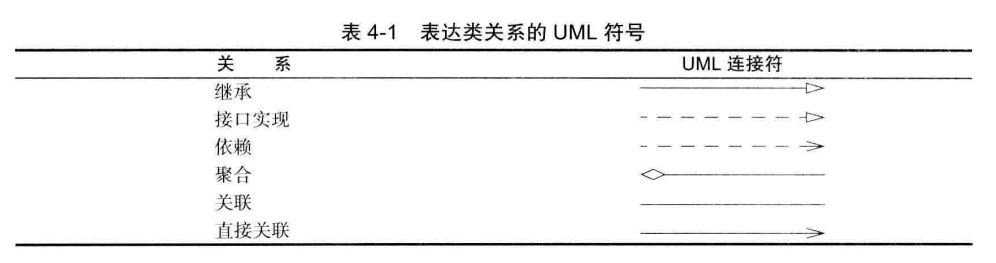 表 4-1 表达类关系的 UML 符号
关 系 UML 连接符
继承
接口实现
依赖
聚合
关联
直接关联